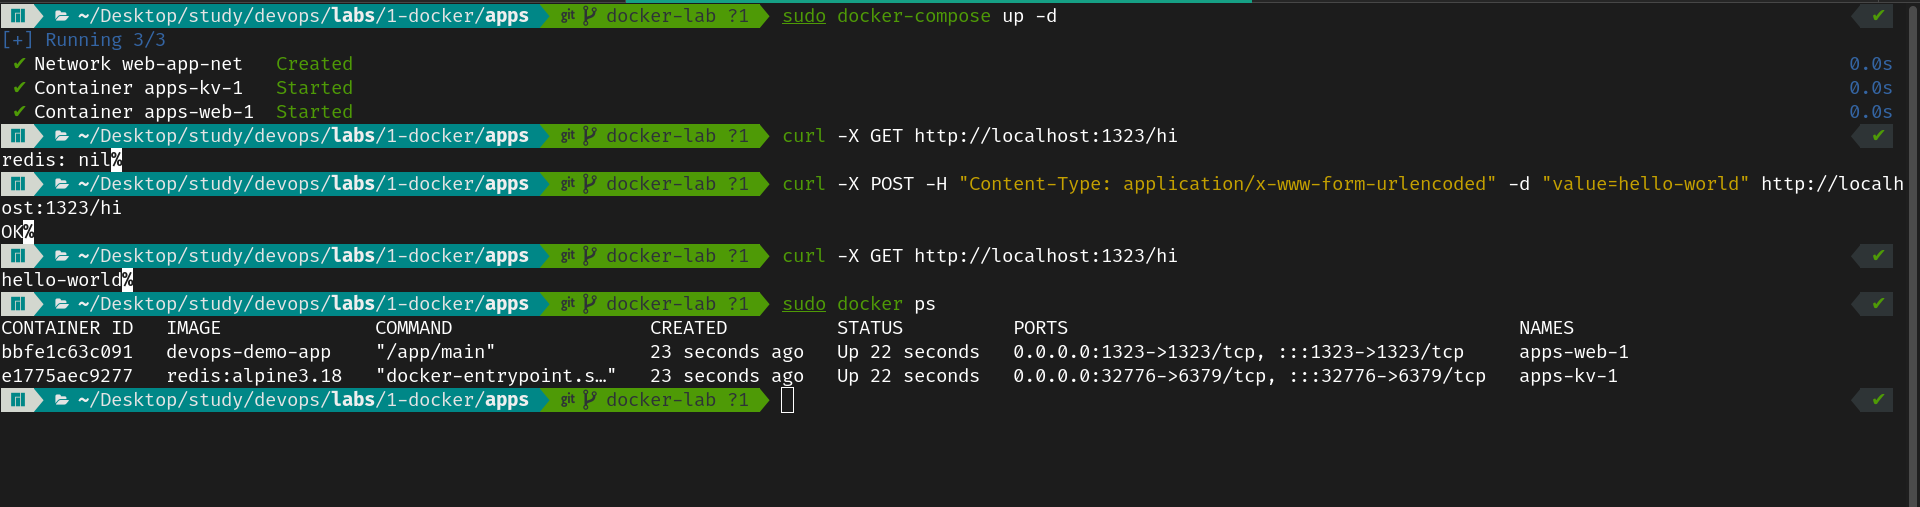 ~/Desktop/study/devops/labs/1-docker/apps git docker-lab ?1 sudo docker-compose up -d ✔
[+] Running 3/3
✔ Network web-app-net Created 0.0s
✔ Container apps-kv-1 Started 0.0s
✔ Container apps-web-1 Started 0.0s
~/Desktop/study/devops/labs/1-docker/apps git docker-lab ?1 curl -X GET http://localhost:1323/hi ✔
redis: nil%
~/Desktop/study/devops/labs/1-docker/apps git docker-lab ?1 curl -X POST -H "Content-Type: application/x-www-form-urlencoded" -d "value=hello-world" http://localh
ost:1323/hi
OK%
~/Desktop/study/devops/labs/1-docker/apps git docker-lab ?1 curl -X GET http://localhost:1323/hi ✔
hello-world%
~/Desktop/study/devops/labs/1-docker/apps git docker-lab ?1 sudo docker ps ✔
CONTAINER ID IMAGE COMMAND CREATED STATUS PORTS NAMES
bbfe1c63c091 devops-demo-app "/app/main" 23 seconds ago Up 22 seconds 0.0.0.0:1323->1323/tcp, :::1323->1323/tcp apps-web-1
e1775aec9277 redis:alpine3.18 "docker-entrypoint.s…" 23 seconds ago Up 22 seconds 0.0.0.0:32776->6379/tcp, :::32776->6379/tcp apps-kv-1
~/Desktop/study/devops/labs/1-docker/apps git docker-lab ?1 ✔